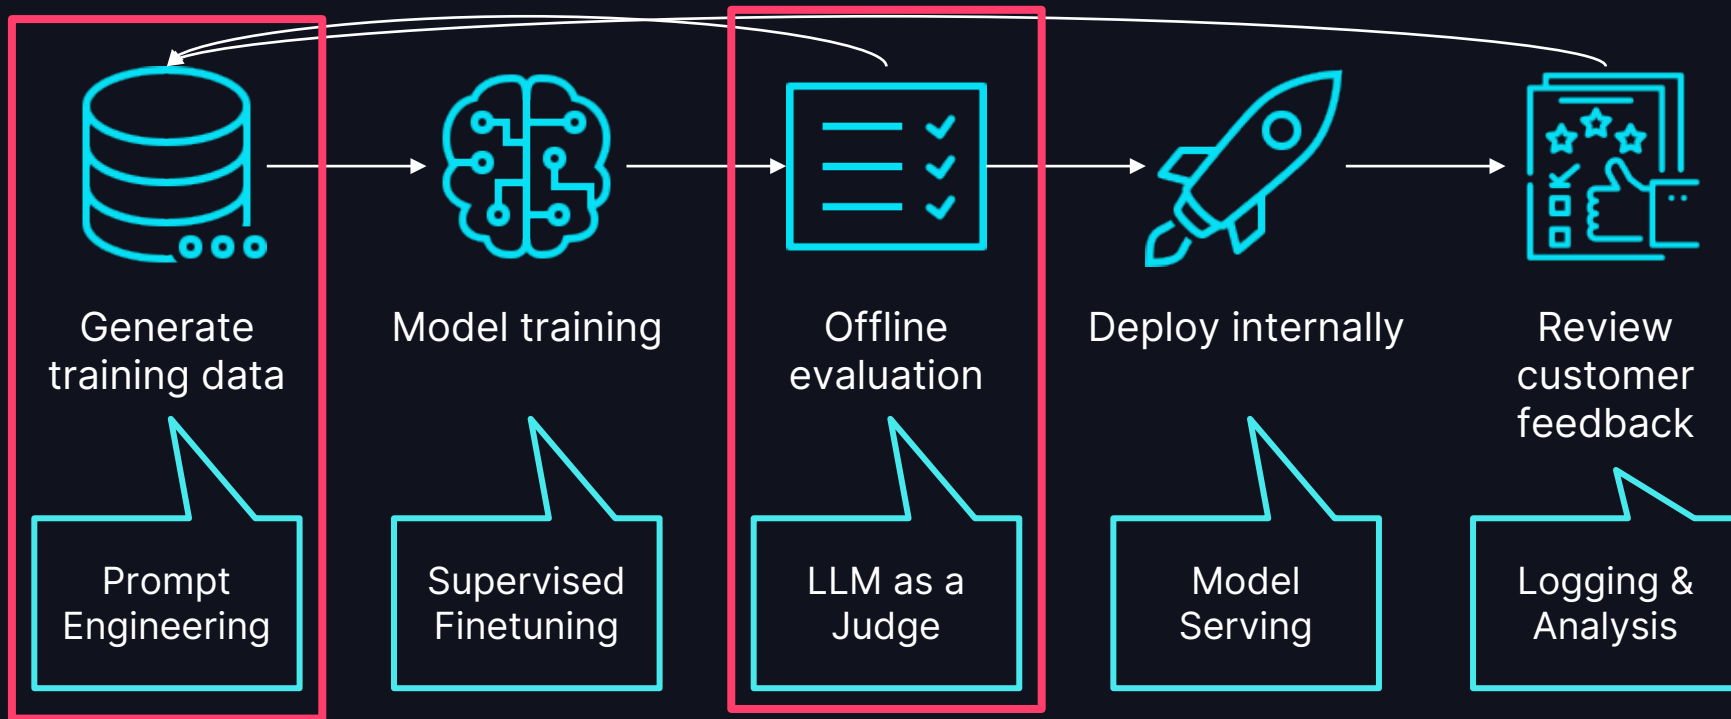 Generate
training data
Model training
Offline
evaluation
Deploy internally
Review
customer
feedback
Prompt
Engineering
Supervised
Finetuning
LLM as a
Judge
Model
Serving
Logging &
Analysis